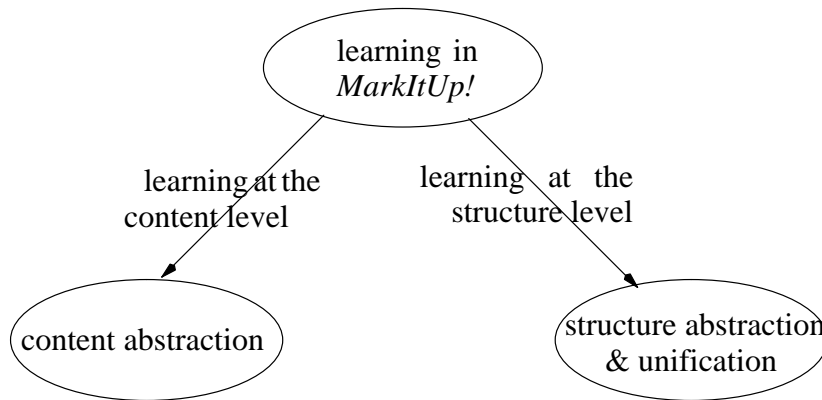 learning in
MarkItUp!
learning at the
content level
learning at the
structure level
content abstraction
structure abstraction
& unification